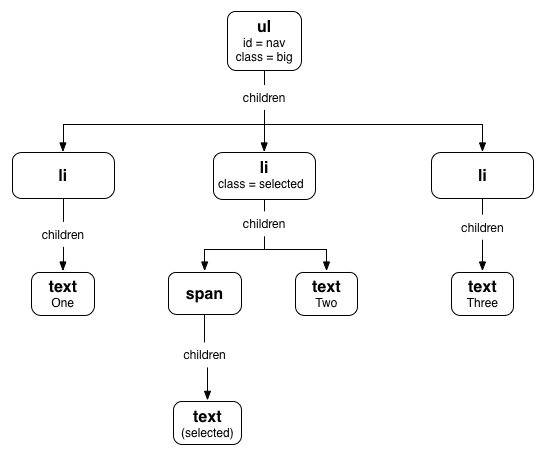 ul
id = nav
class = big
children
li
li
class = selected
li
children
children
children
text
One
span
text
Two
text
Three
children
text
(selected)